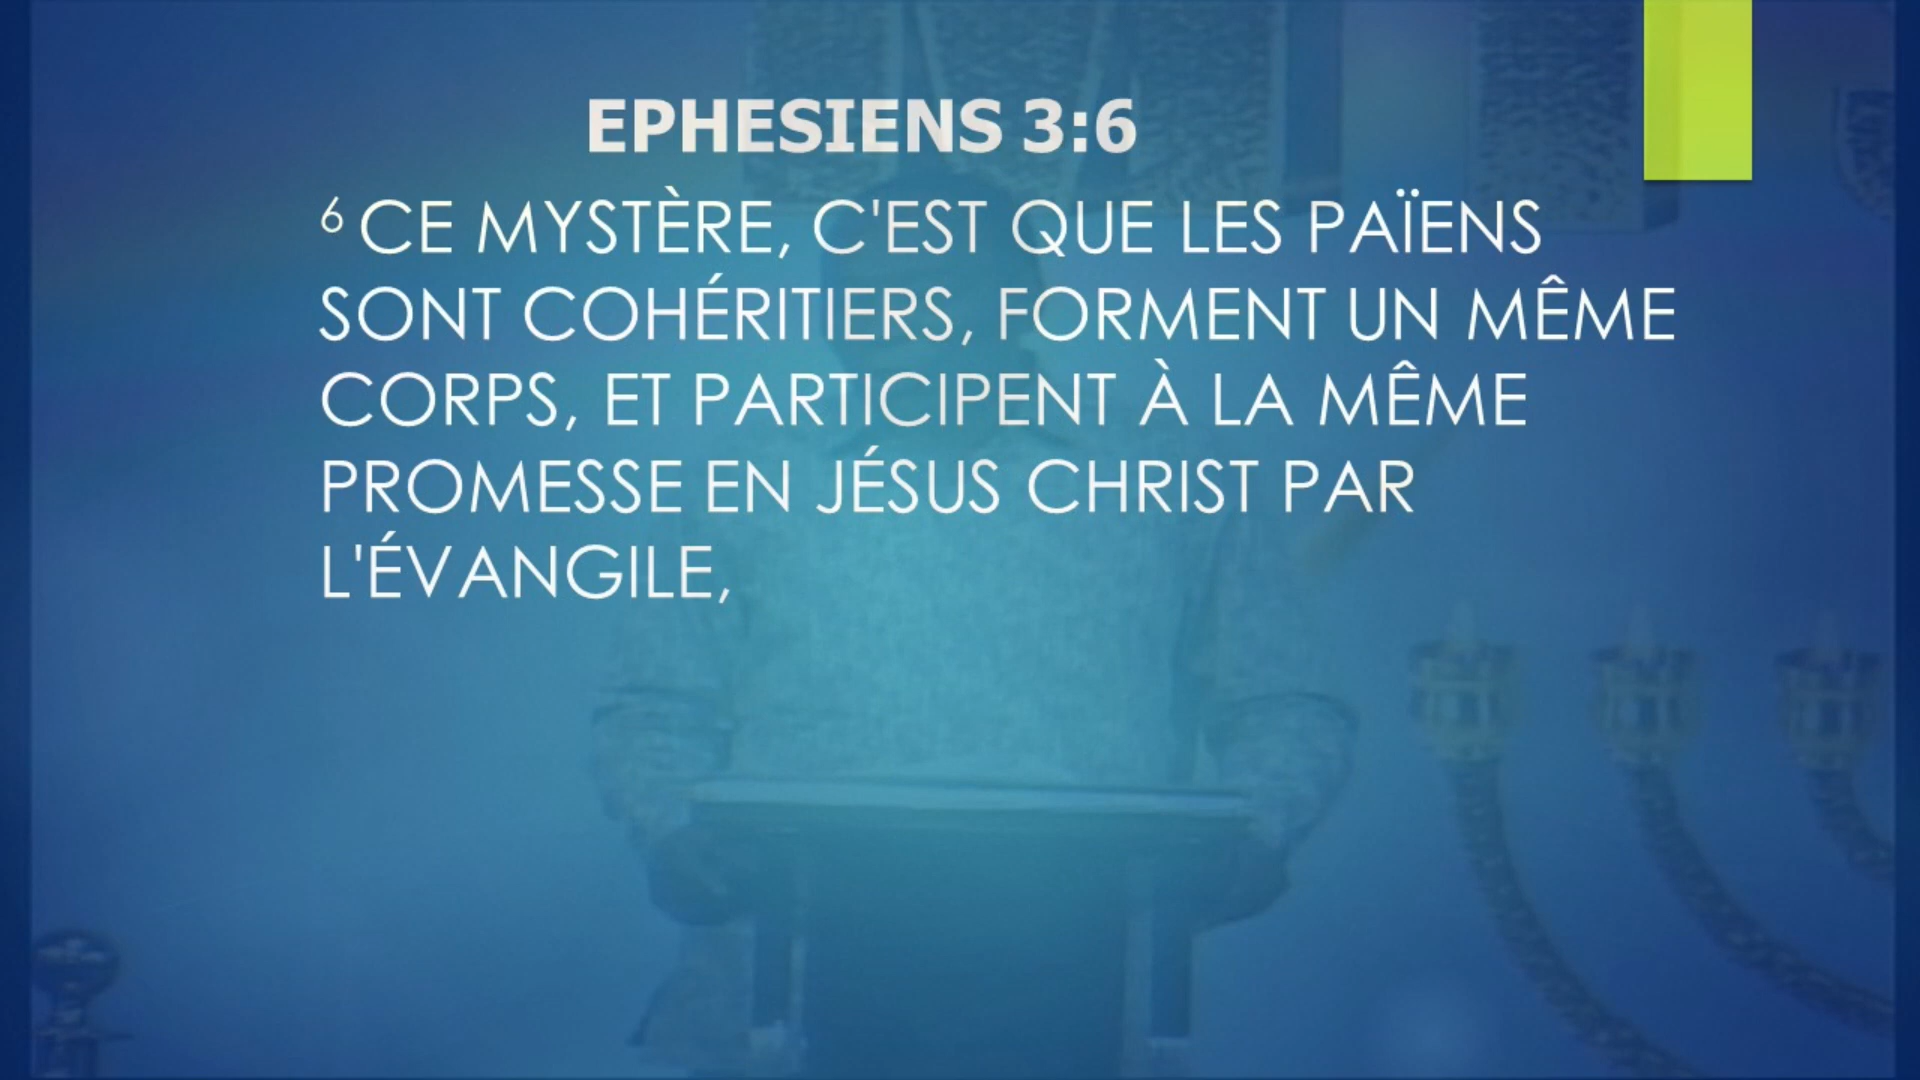 EPHESIENS 3:6
6 CE MYSTÈRE, C'EST QUE LES PAÏENS
SONT COHÉRITIERS, FORMENT UN MÊME
CORPS, ET PARTICIPENT À LA MÊME
PROMESSE EN JÉSUS CHRIST PAR
L'ÉVANGILE,